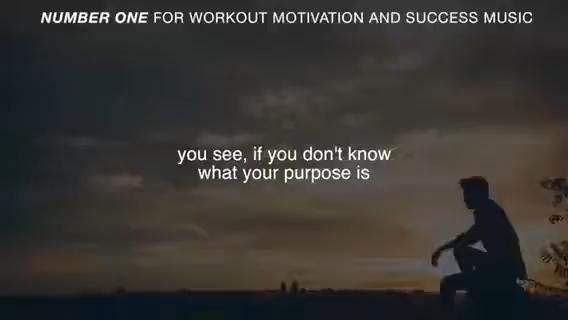 NUMBER ONE FOR WORKOUT MOTIVATION AND SUCCESS MUSIC
you see, if you don't know
what your purpose is